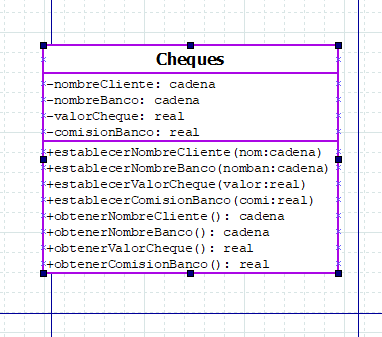 Cheques
-nombreCliente: cadena
-nombreBanco: cadena
-valorCheque: real
-comisionBanco: real
+establecerNombreCliente(nom:cadena)
+establecerNombreBanco(nomban:cadena)
+establecerValorCheque(valor:real)
+establecerComisionBanco(comi:real)
+obtenerNombreCliente(): cadena
+obtenerNombreBanco(): cadena
+obtenerValorCheque(): real
+obtenerComisionBanco(): real